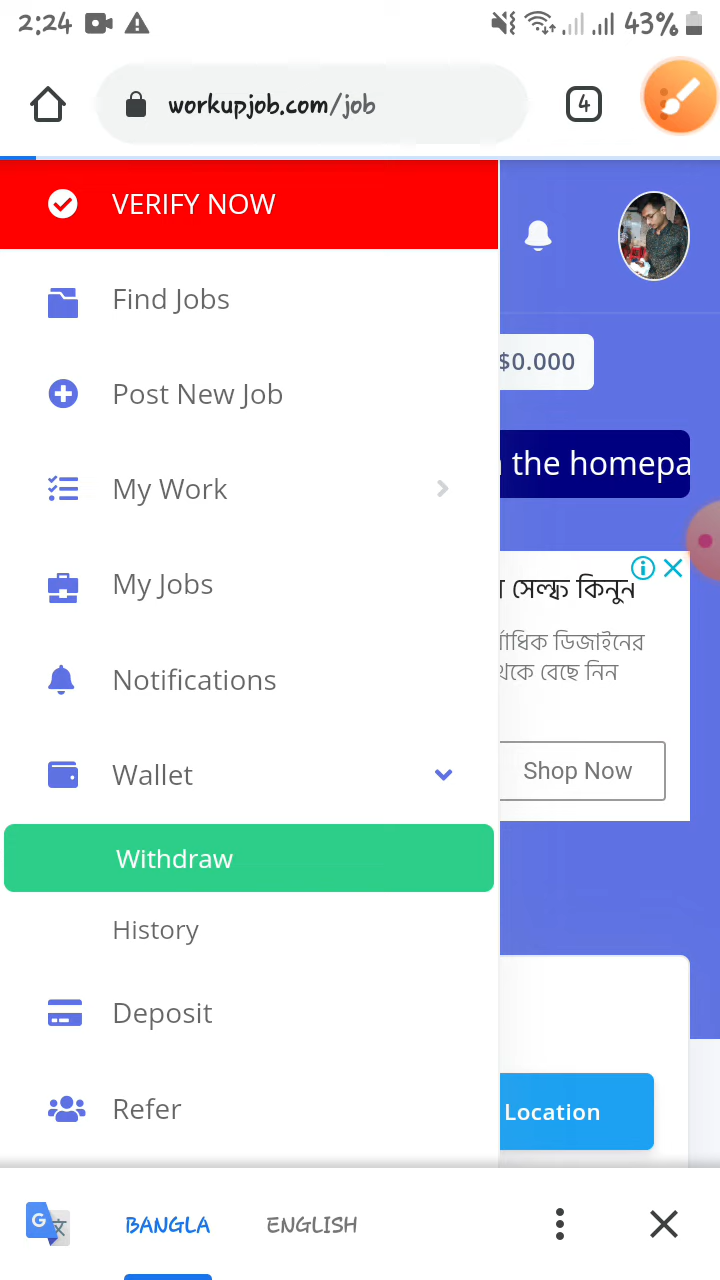 2:24
43%
workupjob.com/job
4
VERIFY NOW
Find Jobs
$0.000
Post New Job
the homepa
My Work
My Jobs
সেল্ফ কিনুন
ধিক ডিজাইনের
থেকে বেছে নিন
Notifications
Wallet
Shop Now
Withdraw
History
Deposit
Refer
Location
G
BANGLA
ENGLISH